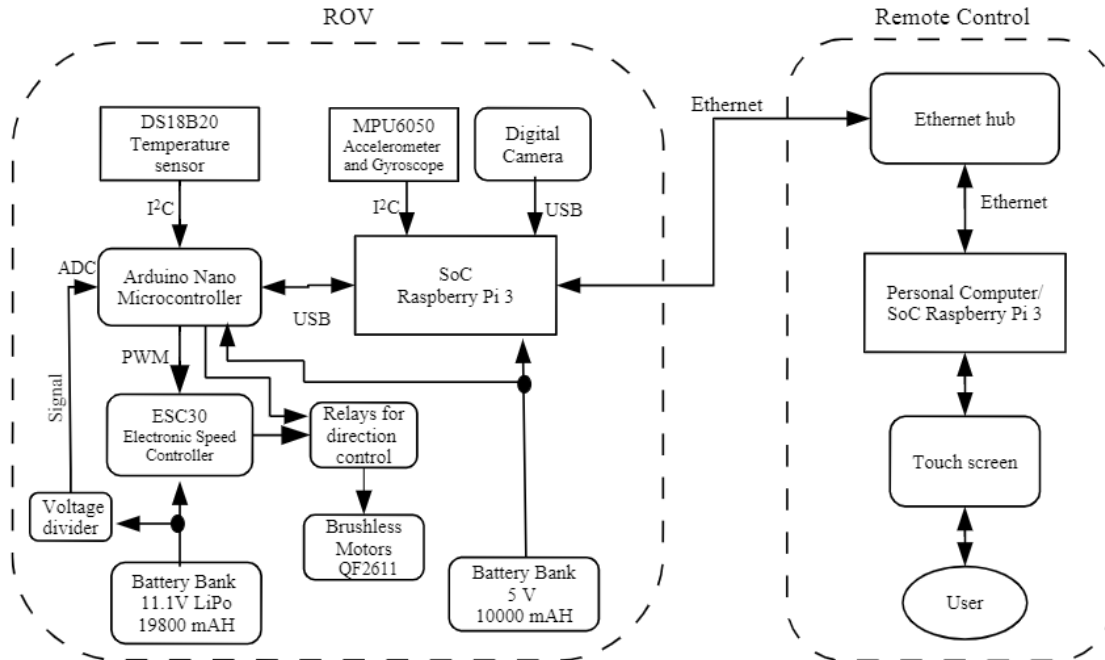 ROV
Remote Control
DS18B20
Temperature
sensor
MPU6050
Accelerometer
and Gyroscope
Digital
Camera
Ethernet
Ethernet hub
I²C
I²C
USB
Ethernet
ADC
Arduino Nano
Microcontroller
USB
SoC
Raspberry Pi 3
Personal Computer/
SoC Raspberry Pi 3
PWM
Signal
ESC30
Electronic Speed
Controller
Relays for
direction
control
Touch screen
Voltage
divider
Brushless
Motors
QF2611
Battery Bank
11.1V LiPo
19800 mAH
Battery Bank
5 V
10000 mAH
User